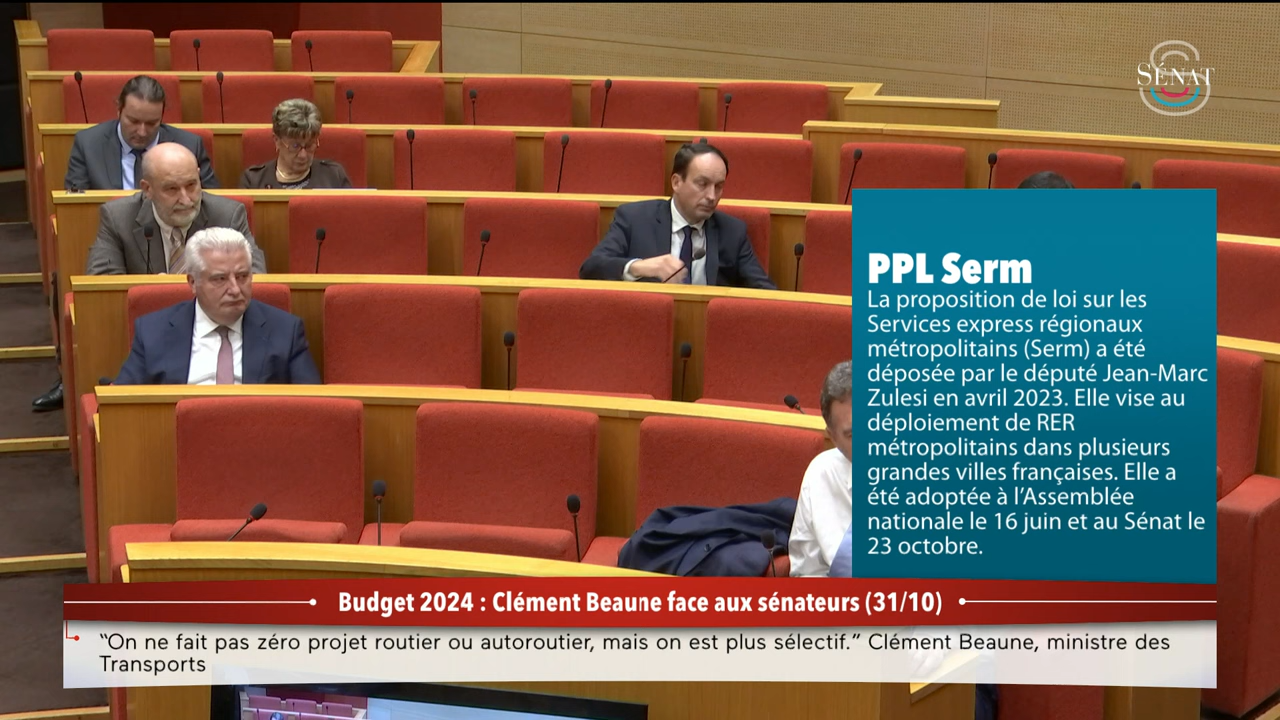 SÉNAT
PPL Serm
La proposition de loi sur les
Services express régionaux
métropolitains (Serm) a été
déposée par le député Jean-Marc
Zulesi en avril 2023. Elle vise au
déploiement de RER
métropolitains dans plusieurs
grandes villes françaises. Elle a
été adoptée à l’Assemblée
nationale le 16 juin et au Sénat le
23 octobre.
Budget 2024 : Clément Beaune face aux sénateurs (31/10)
“On ne fait pas zéro projet routier ou autoroutier, mais on est plus sélectif.” Clément Beaune, ministre des
Transports